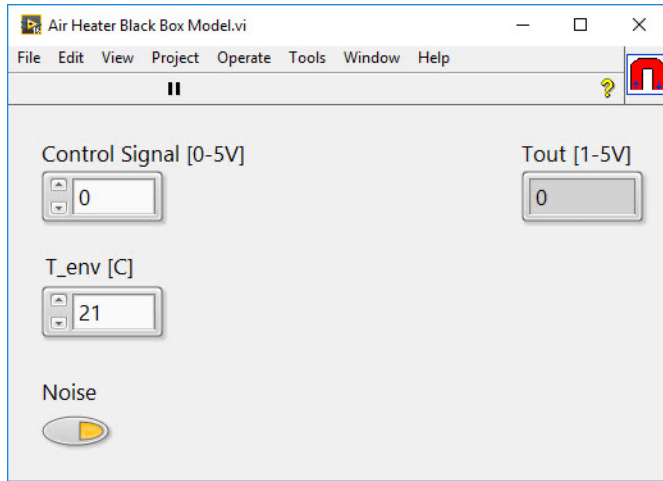 Air Heater Black Box Model.vi
File Edit View Project Operate Tools Window Help
Control Signal [0-5V] Tout [1-5V]
0 0
T_env [C]
21
Noise